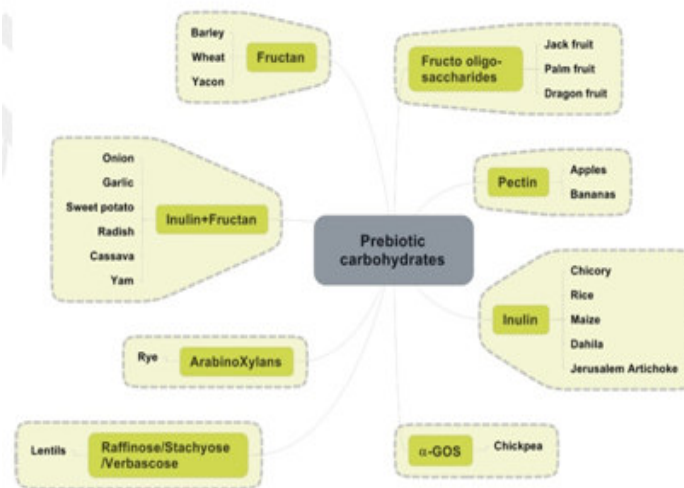 Barley
Wheat
Yacon
Fructan
Fructo oligo-
saccharides
Jack fruit
Palm fruit
Dragon fruit
Onion
Garlic
Sweet potato
Radish
Cassava
Yam
Inulin+Fructan
Pectin
Apples
Bananas
Prebiotic
carbohydrates
Inulin
Chicory
Rice
Maize
Dahila
Jerusalem Artichoke
Rye
ArabinoXylans
Lentils
Raffinose/Stachyose
/Verbascose
α-GOS
Chickpea